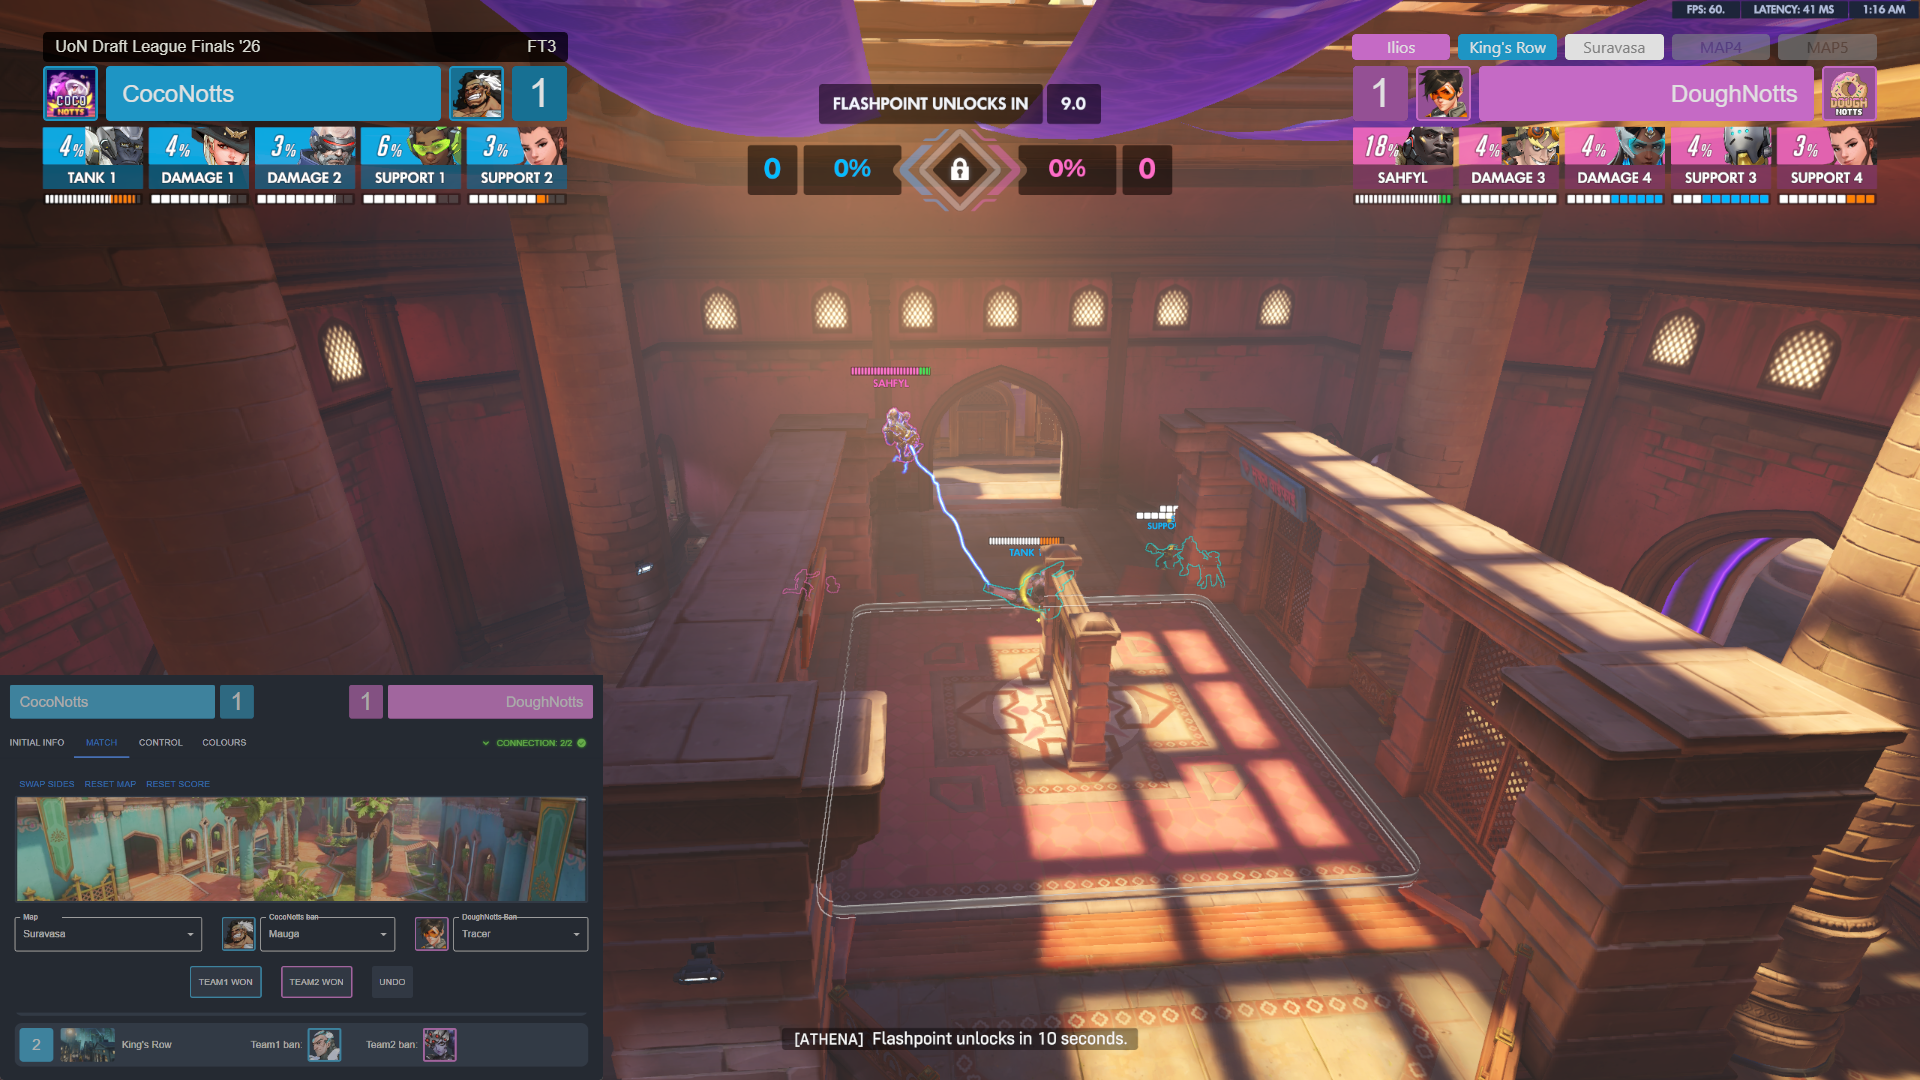 FPS: 60.
LATENCY: 41 MS
1:16 AM
UoN Draft League Finals '26
FT3
COCO NOTTS
CocoNotts
1
4%
TANK 1
4%
DAMAGE 1
3%
DAMAGE 2
6%
SUPPORT 1
3%
SUPPORT 2
FLASHPOINT UNLOCKS IN
9.0
0
0%
0%
0
Ilios
King's Row
Suravasa
MAP4
MAP5
1
DoughNotts
DOUGH NOTTS
18%
SAHFYL
4%
DAMAGE 3
4%
DAMAGE 4
4%
SUPPORT 3
3%
SUPPORT 4
SAHFYL
TANK
SUPPO
CocoNotts
1
1
DoughNotts
INITIAL INFO
MATCH
CONTROL
COLOURS
CONNECTION: 2/2
SWAP SIDES
RESET MAP
RESET SCORE
Map
Suravasa
CocoNotts ban
Mauga
DoughNotts Ban
Tracer
TEAM1 WON
TEAM2 WON
UNDO
2
King's Row
Team1 ban:
Team2 ban:
[ATHENA] Flashpoint unlocks in 10 seconds.